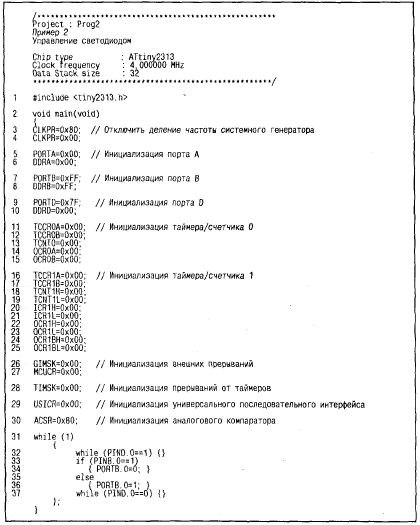 /***************************************************
Project : Prog2
Пример 2
Управление светодиодом
Chip type : ATtiny2313
Clock frequency : 4,000000 MHz
Data Stack size : 32
***************************************************/
1 #include <tiny2313.h>
2 void main(void)
{
3 CLKPR=0x80; // Отключить деление частоты системного генератора
4 CLKPR=0x00;
5 PORTA=0x00; // Инициализация порта A
6 DDRA=0x00;
7 PORTB=0xFF; // Инициализация порта B
8 DDRB=0xFF;
9 PORTD=0x7F; // Инициализация порта D
10 DDRD=0x00;
11 TCCR0A=0x00; // Инициализация таймера/счетчика 0
12 TCCR0B=0x00;
13 TCNT0=0x00;
14 OCR0A=0x00;
15 OCR0B=0x00;
16 TCCR1A=0x00; // Инициализация таймера/счетчика 1
17 TCCR1B=0x00;
18 TCNT1H=0x00;
19 TCNT1L=0x00;
20 ICR1H=0x00;
21 ICR1L=0x00;
22 OCR1H=0x00;
23 OCR1L=0x00;
24 OCR1BH=0x00;
25 OCR1BL=0x00;
26 GIMSK=0x00; // Инициализация внешних прерываний
27 MCUCR=0x00;
28 TIMSK=0x00; // Инициализация прерываний от таймеров
29 USICR=0x00; // Инициализация универсального последовательного интерфейса
30 ACSR=0x80; // Инициализация аналогового компаратора
31 while (1)
{
32 while (PIND.0==1) {}
33 if (PINB.0==1)
34 { PORTB.0=0; }
35 else
36 { PORTB.0=1; }
37 while (PIND.0==0) {}
};
}